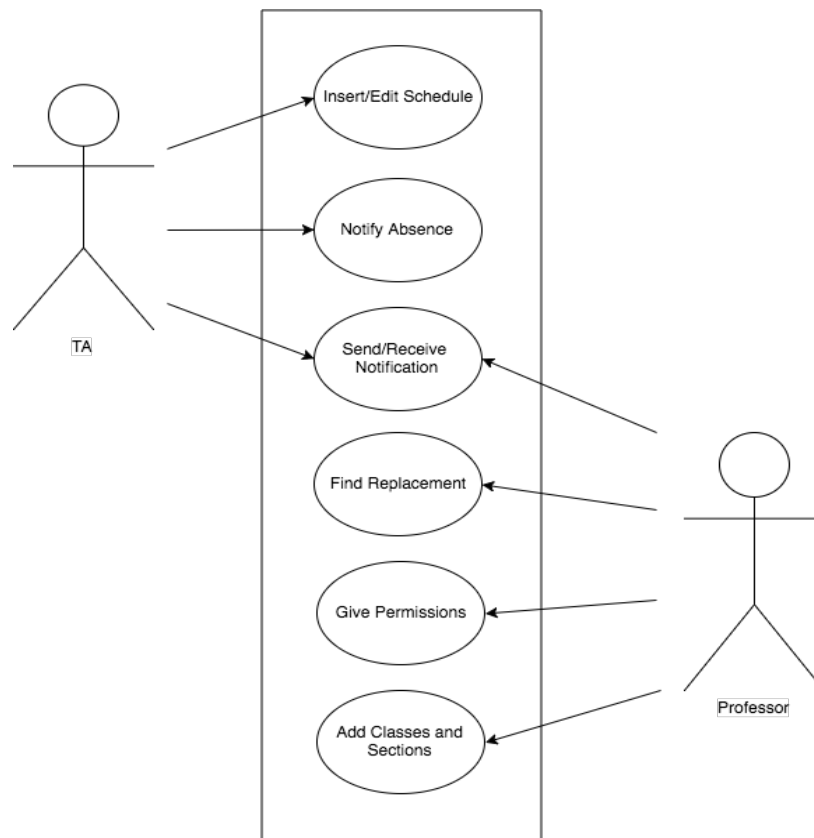 Insert/Edit Schedule
Notify Absence
TA
Send/Receive
Notification
Find Replacement
Give Permissions
Professor
Add Classes and
Sections